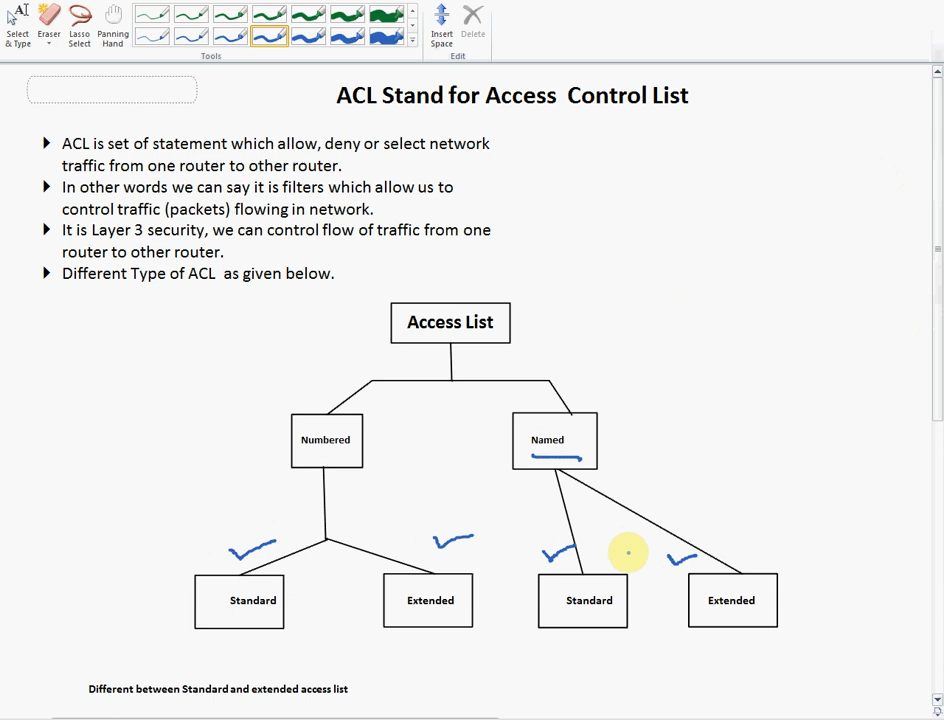 Select & Type
Eraser
Lasso Select
Panning Hand
Insert Space
Delete
Tools
Edit
ACL Stand for Access Control List
ACL is set of statement which allow, deny or select network
traffic from one router to other router.
In other words we can say it is filters which allow us to
control traffic (packets) flowing in network.
It is Layer 3 security, we can control flow of traffic from one
router to other router.
Different Type of ACL as given below.
Access List
Numbered
Named
Standard
Extended
Standard
Extended
Different between Standard and extended access list